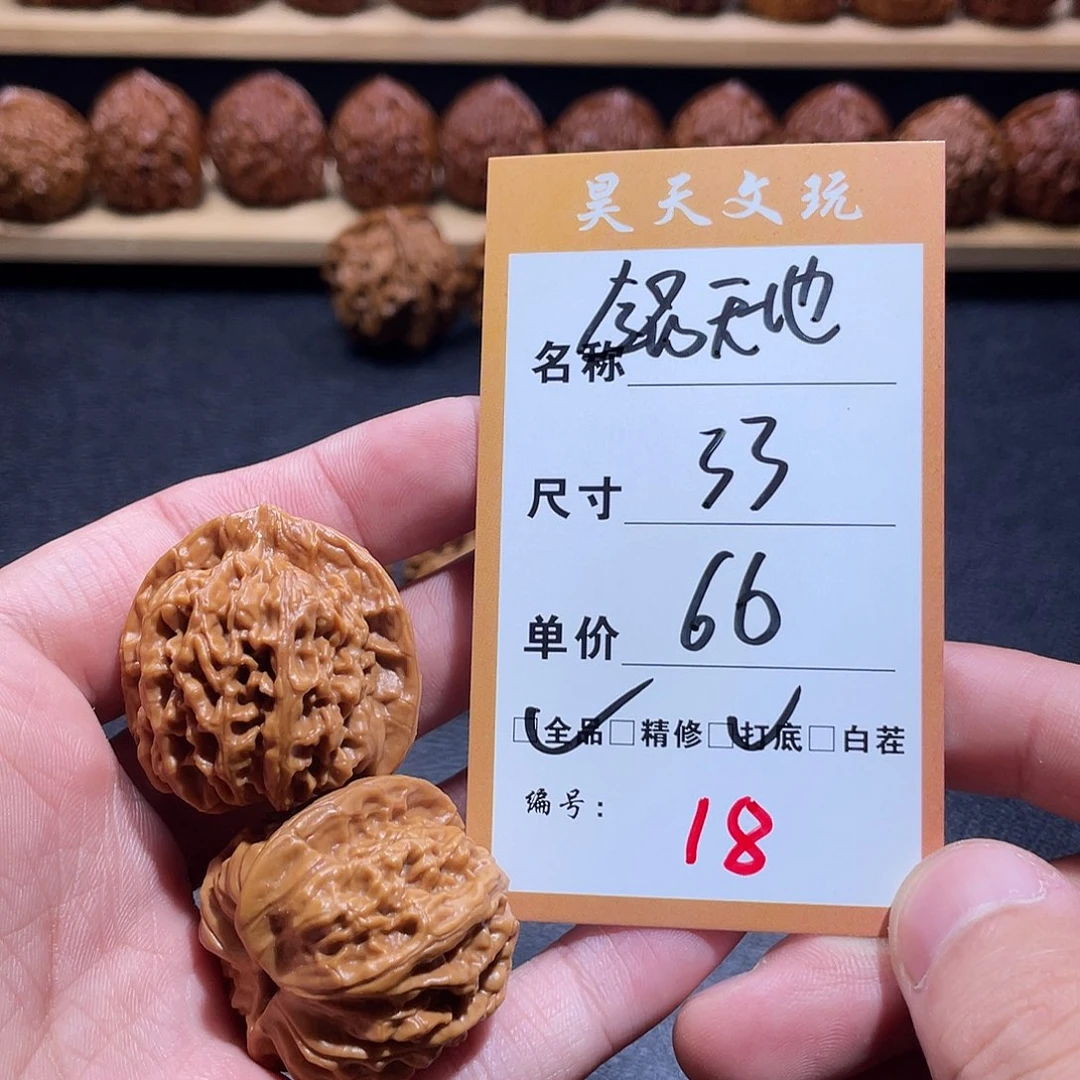 昊天文玩
名称 天地
尺寸 33
单价 66
□全品□精修□打底□白茬
编号: 18